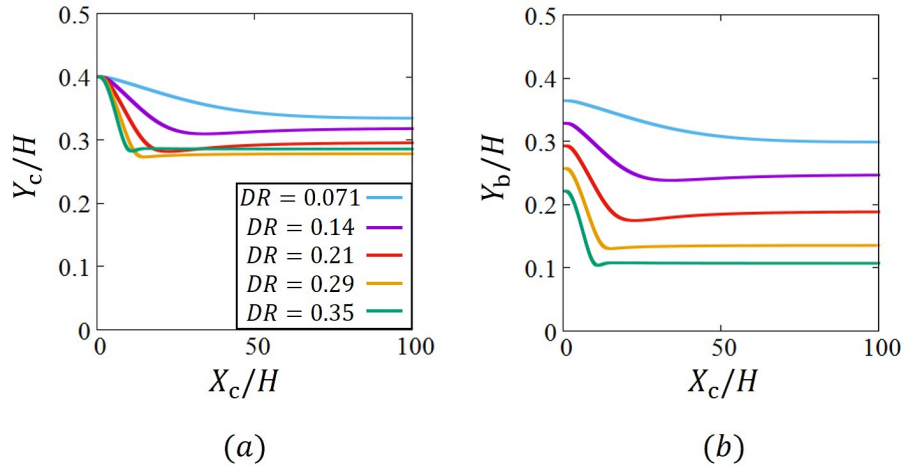 0.5
0.4
0.3
0.2
0.1
0
Y_c/H
DR = 0.071
DR = 0.14
DR = 0.21
DR = 0.29
DR = 0.35
0
50
100
X_c/H
(a)
0.5
0.4
0.3
0.2
0.1
0
Y_b/H
0
50
100
X_c/H
(b)